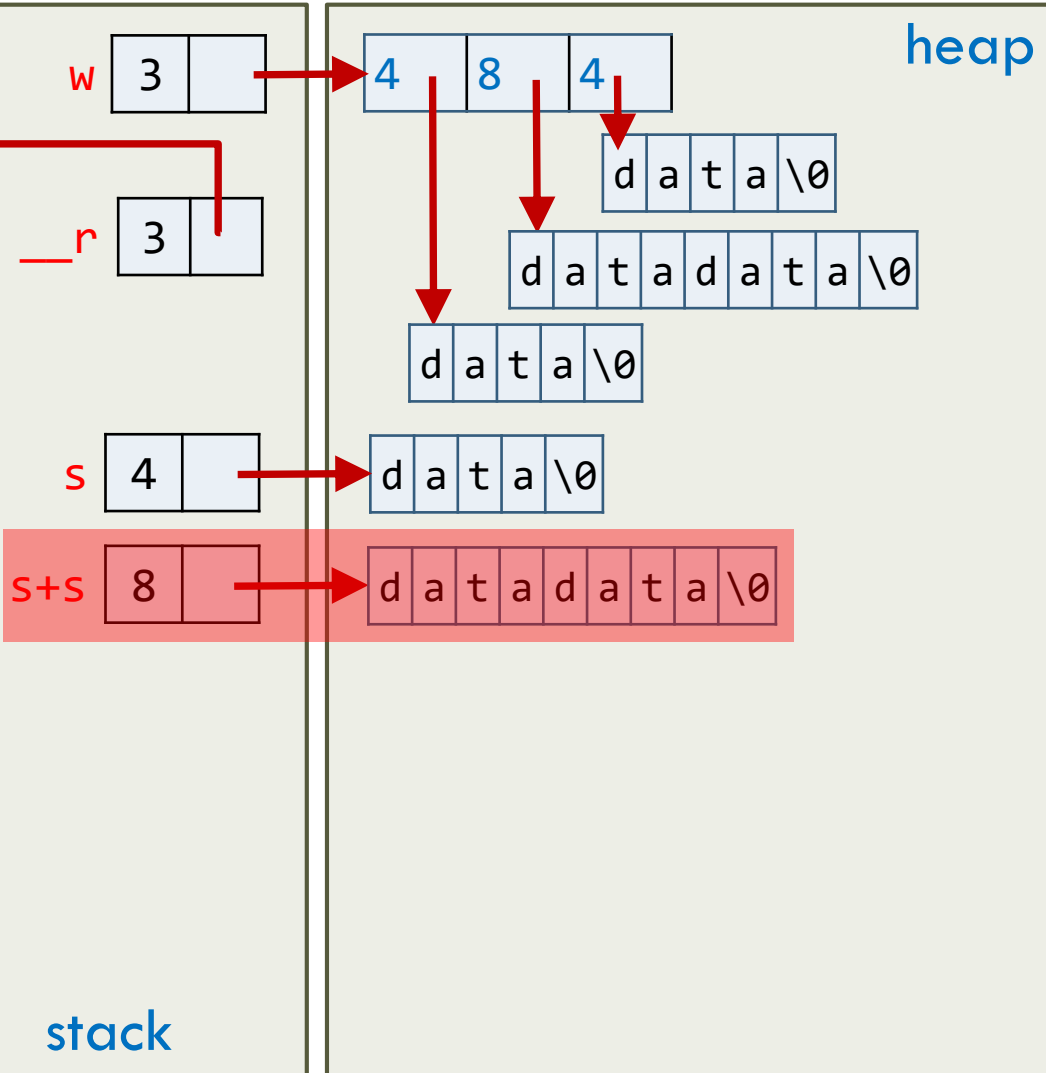 heap
w 3 4 8 4
d a t a \0
__r 3
d a t a d a t a \0
d a t a \0
s 4 d a t a \0
s+s 8 d a t a d a t a \0
stack